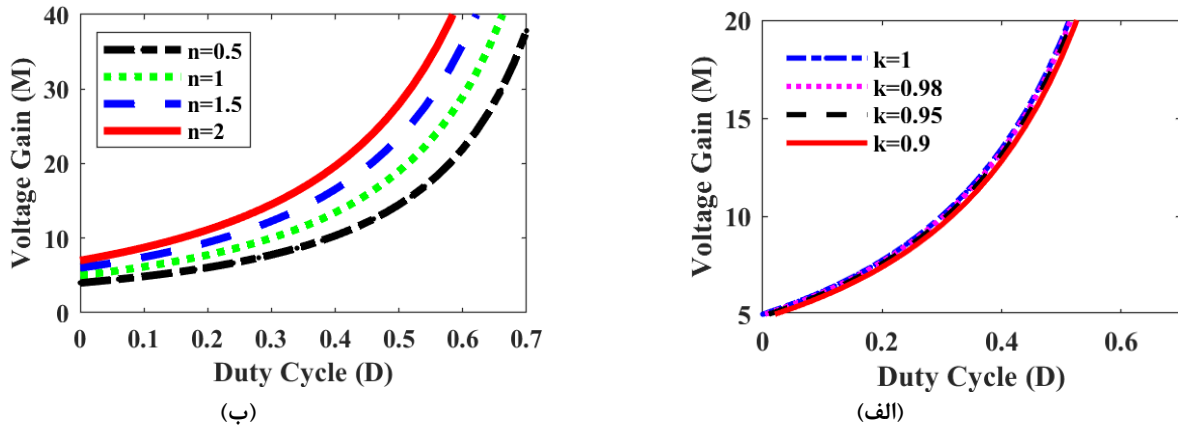 40
30
20
10
0
Voltage Gain (M)
n=0.5
n=1
n=1.5
n=2
0 0.1 0.2 0.3 0.4 0.5 0.6 0.7
Duty Cycle (D)
(ب)
20
15
10
5
Voltage Gain (M)
k=1
k=0.98
k=0.95
k=0.9
0 0.2 0.4 0.6
Duty Cycle (D)
(الف)